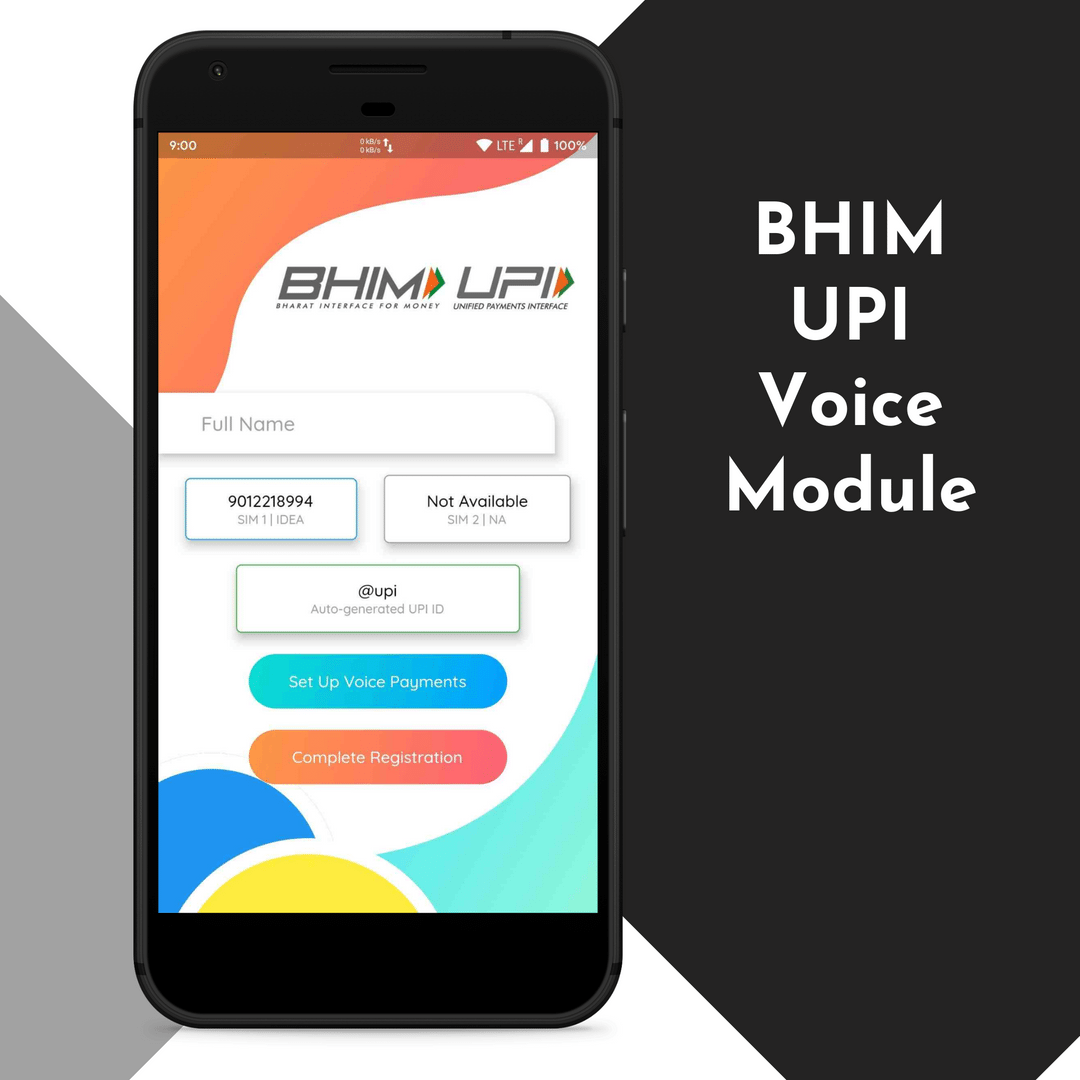 9:00
0 kB/s
0 kB/s
LTE R 100%
BHIM UPI
BHARAT INTERFACE FOR MONEY UNIFIED PAYMENTS INTERFACE
Full Name
9012218994
SIM 1 | IDEA
Not Available
SIM 2 | NA
@upi
Auto-generated UPI ID
Set Up Voice Payments
Complete Registration
BHIM
UPI
Voice
Module